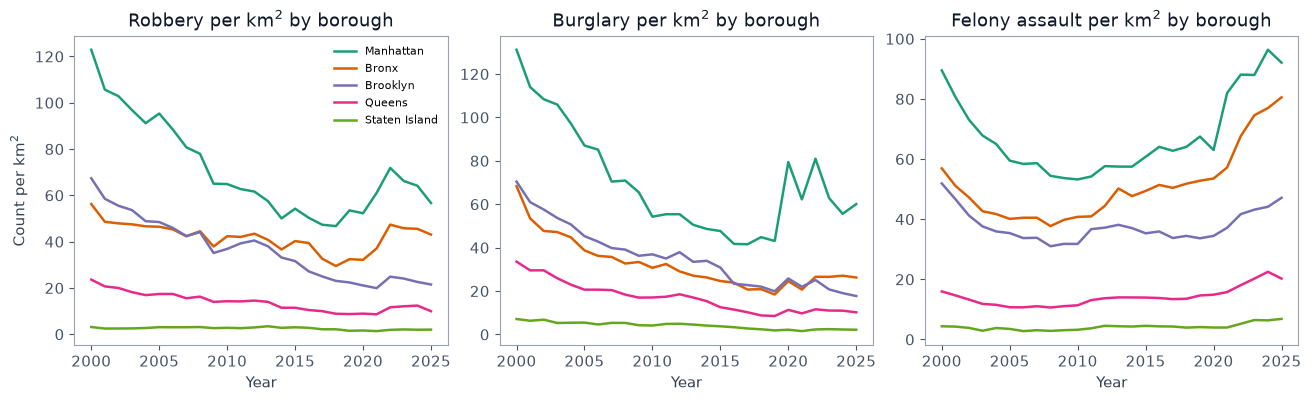 Robbery per km² by borough
Count per km²
120
100
80
60
40
20
0
2000 2005 2010 2015 2020 2025
Year
Manhattan
Bronx
Brooklyn
Queens
Staten Island
Burglary per km² by borough
120
100
80
60
40
20
0
2000 2005 2010 2015 2020 2025
Year
Felony assault per km² by borough
100
80
60
40
20
0
2000 2005 2010 2015 2020 2025
Year